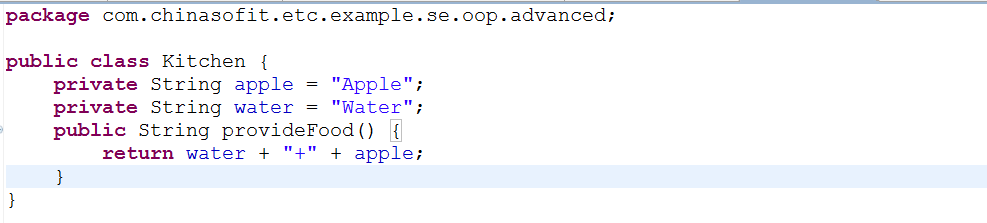 package com.chinasofit.etc.example.se.oop.advanced;
public class Kitchen {
private String apple = "Apple";
private String water = "Water";
public String provideFood() {
return water + "+" + apple;
}
}